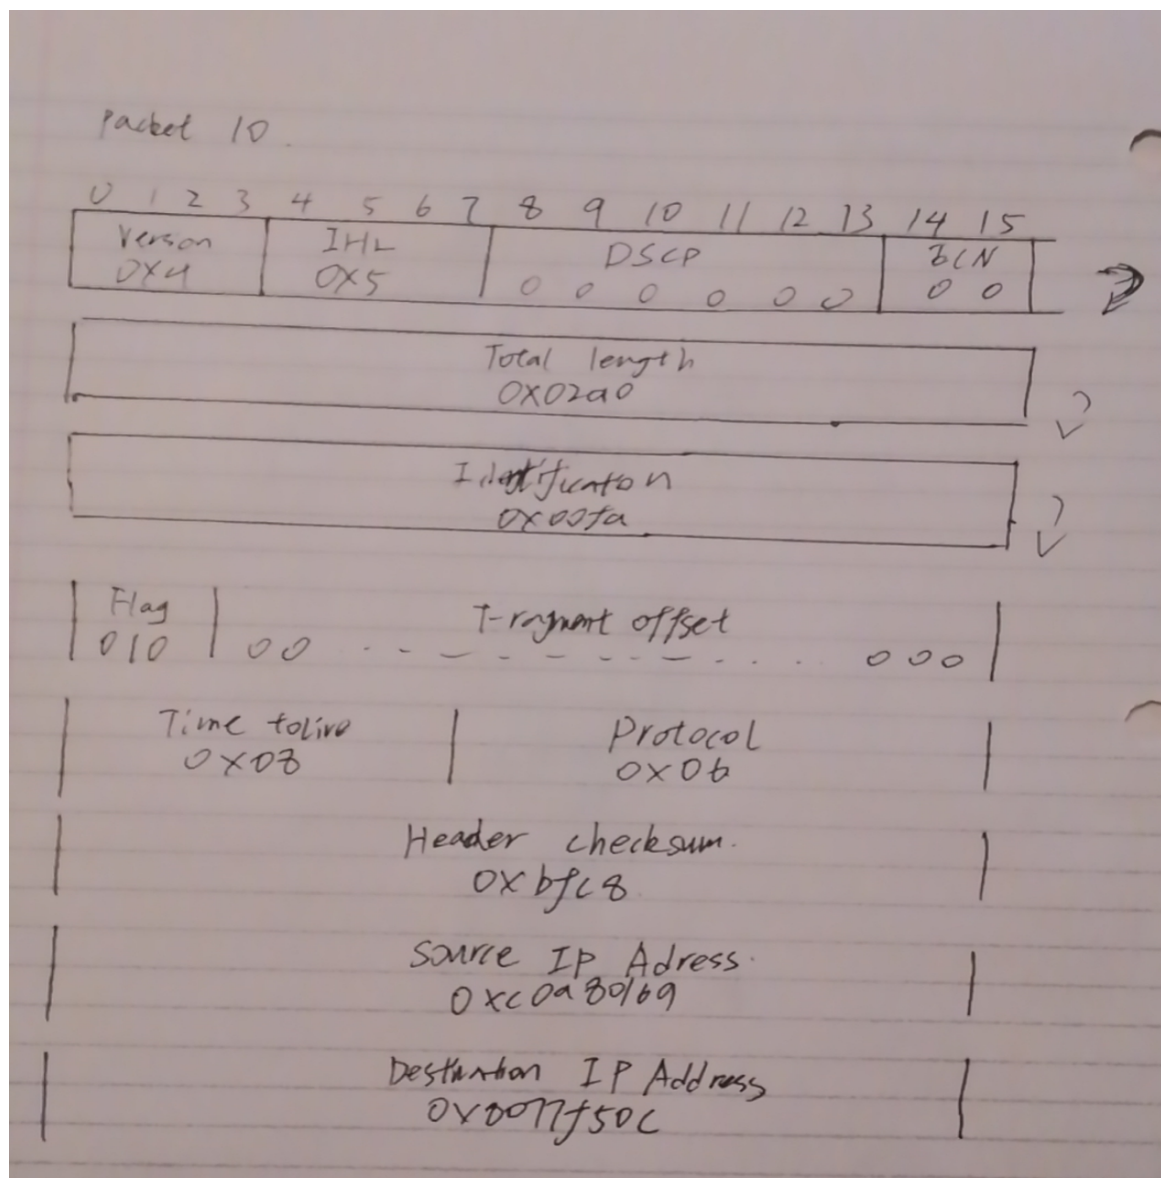 Packet 10.
0 1 2 3 4 5 6 7 8 9 10 11 12 13 14 15
Verson IHL DSCP ECN
0x4 0x5 0 0 0 0 0 0 0 0
Total length
0x02a0
Identification
0x00fa
Flag Fragment offset
010 00 . - - - - - - - . . . 000
Time to live Protocol
0x08 0x06
Header checksum.
0xbfc8
Source IP Adress.
0xc0a80169
Destination IP Address